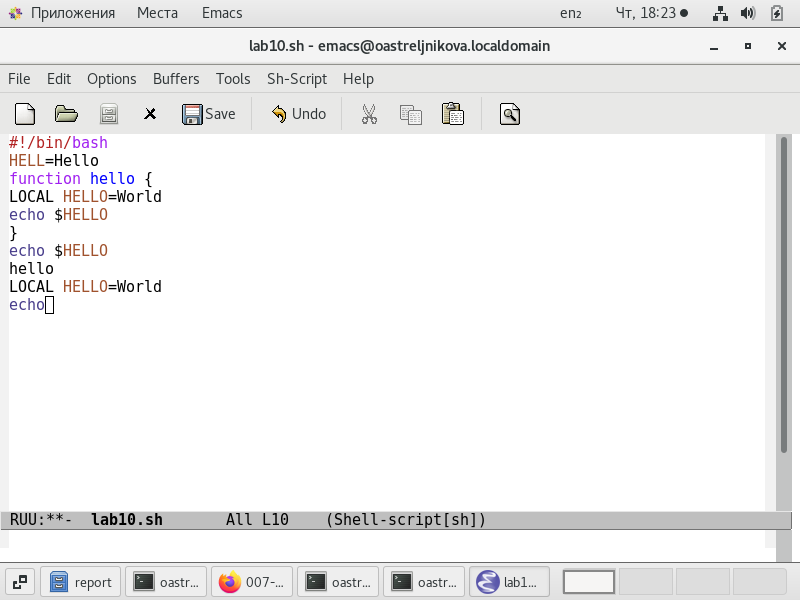 Приложения Места Emacs en₂ Чт, 18:23
lab10.sh - emacs@oastreljnikova.localdomain
File Edit Options Buffers Tools Sh-Script Help
Save Undo
#!/bin/bash
HELL=Hello
function hello {
LOCAL HELLO=World
echo $HELLO
}
echo $HELLO
hello
LOCAL HELLO=World
echo
RUU:**- lab10.sh All L10 (Shell-script[sh])
report oastr... 007-... oastr... oastr... lab1...